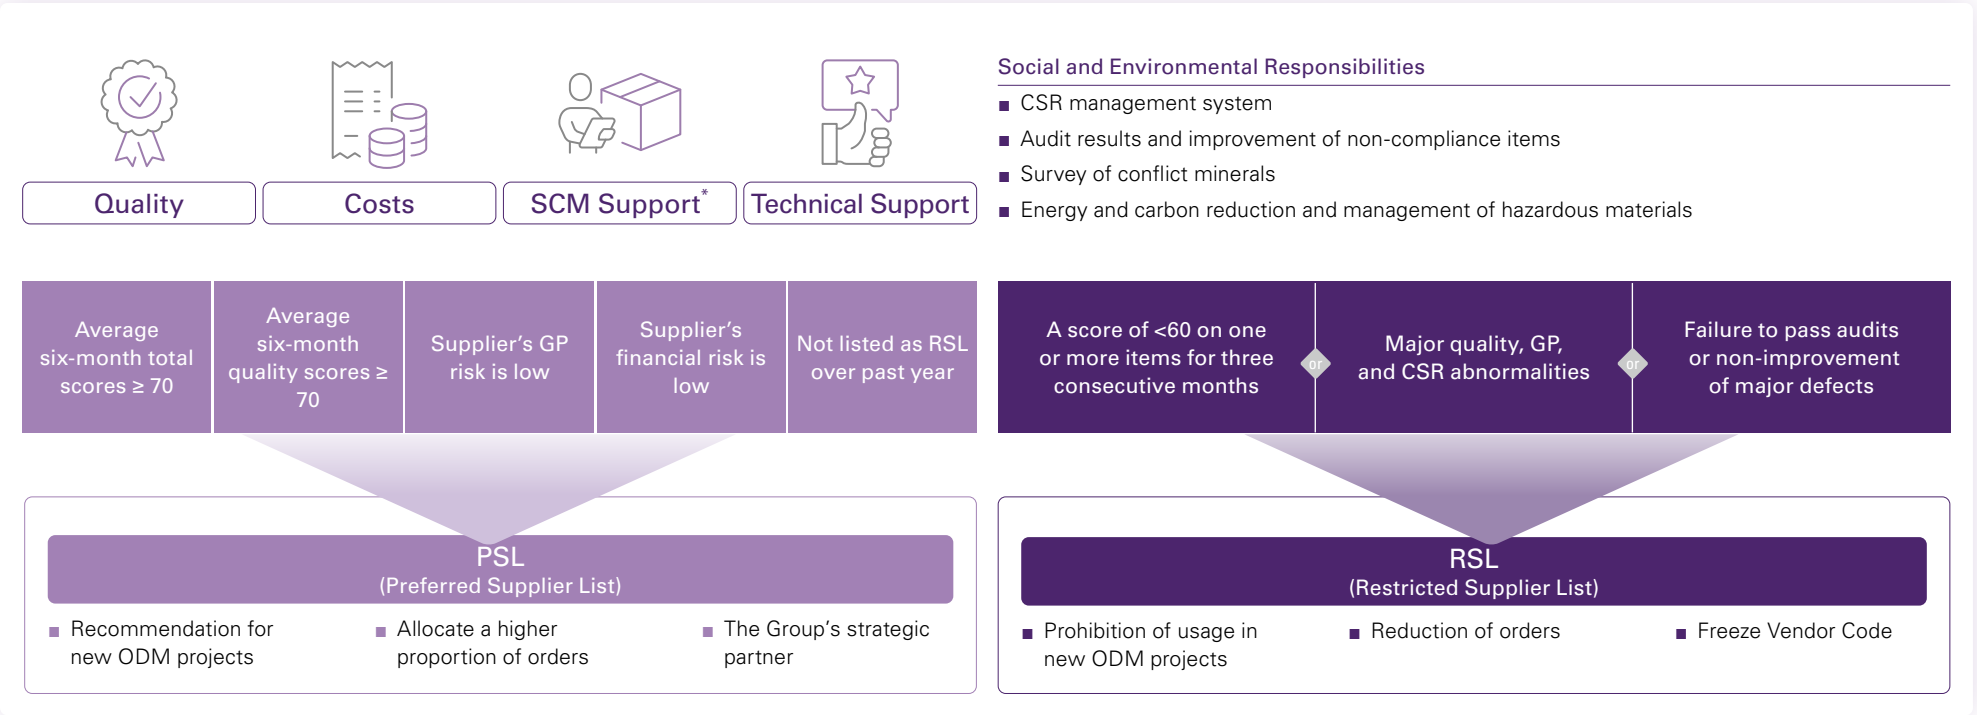 Quality
Costs
SCM Support*
Technical Support
Social and Environmental Responsibilities
CSR management system
Audit results and improvement of non-compliance items
Survey of conflict minerals
Energy and carbon reduction and management of hazardous materials
Average
six-month total
scores ≥ 70
Average
six-month
quality scores ≥
70
Supplier's GP
risk is low
Supplier's
financial risk is
low
Not listed as RSL
over past year
A score of <60 on one
or more items for three
consecutive months
or
Major quality, GP,
and CSR abnormalities
or
Failure to pass audits
or non-improvement
of major defects
PSL
(Preferred Supplier List)
Recommendation for
new ODM projects
Allocate a higher
proportion of orders
The Group's strategic
partner
RSL
(Restricted Supplier List)
Prohibition of usage in
new ODM projects
Reduction of orders
Freeze Vendor Code